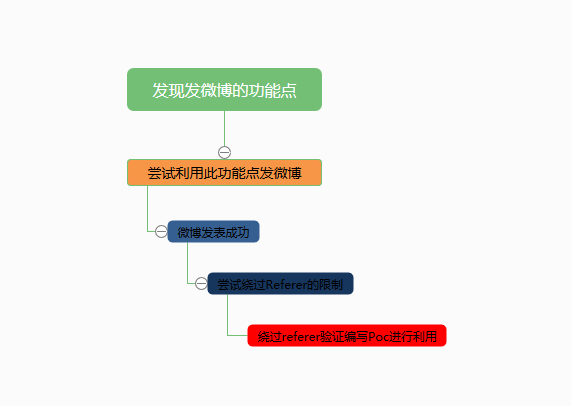 发现发微博的功能点
尝试利用此功能点发微博
微博发表成功
尝试绕过Referer的限制
绕过referer验证编写Poc进行利用